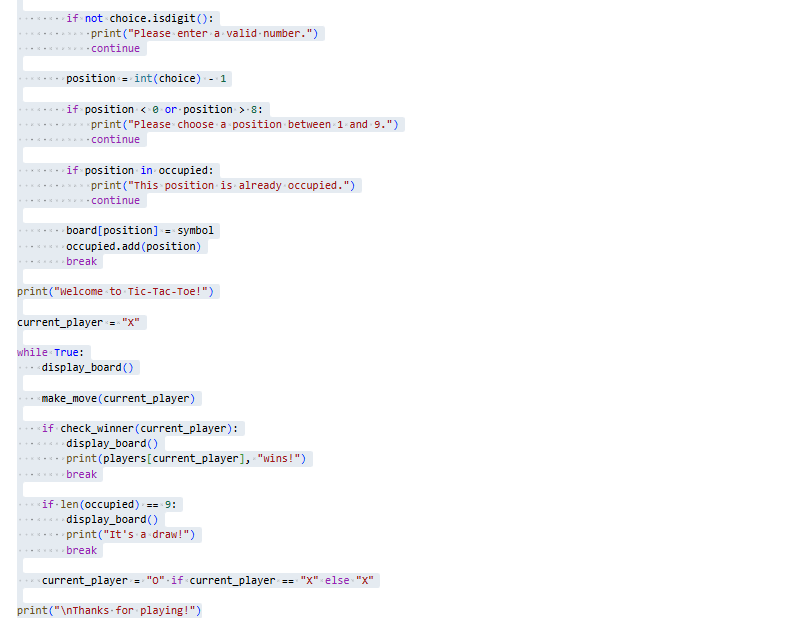 if not choice.isdigit():
            print("Please enter a valid number.")
            continue

        position = int(choice) - 1

        if position < 0 or position > 8:
            print("Please choose a position between 1 and 9.")
            continue

        if position in occupied:
            print("This position is already occupied.")
            continue

        board[position] = symbol
        occupied.add(position)
        break

print("Welcome to Tic-Tac-Toe!")

current_player = "X"

while True:
    display_board()

    make_move(current_player)

    if check_winner(current_player):
        display_board()
        print(players[current_player], "wins!")
        break

    if len(occupied) == 9:
        display_board()
        print("It's a draw!")
        break

    current_player = "O" if current_player == "X" else "X"

print("\nThanks for playing!")